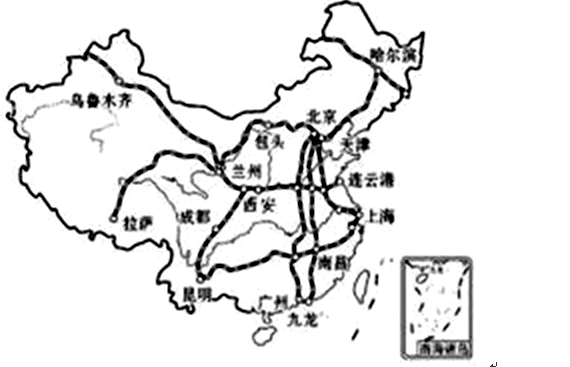 哈尔滨
乌鲁木齐
北京
包头
天津
兰州
连云港
西安
成都
上海
拉萨
南昌
昆明
广州
九龙
南海诸岛